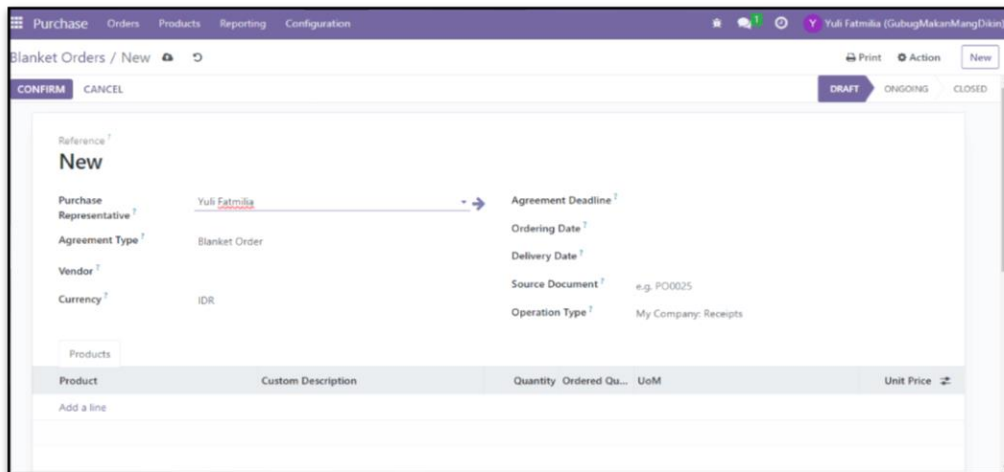 Purchase Orders Products Reporting Configuration 1 Y Yuli Fatmilia (GubugMakanMangDikin)
Blanket Orders / New Print Action New
CONFIRM CANCEL DRAFT ONGOING CLOSED
Reference ?
New
Purchase Representative ? Yuli Fatmilia
Agreement Type ? Blanket Order
Vendor ?
Currency ? IDR
Agreement Deadline ?
Ordering Date ?
Delivery Date ?
Source Document ? e.g. PO0025
Operation Type ? My Company: Receipts
Products
Product Custom Description Quantity Ordered Qu... UoM Unit Price
Add a line